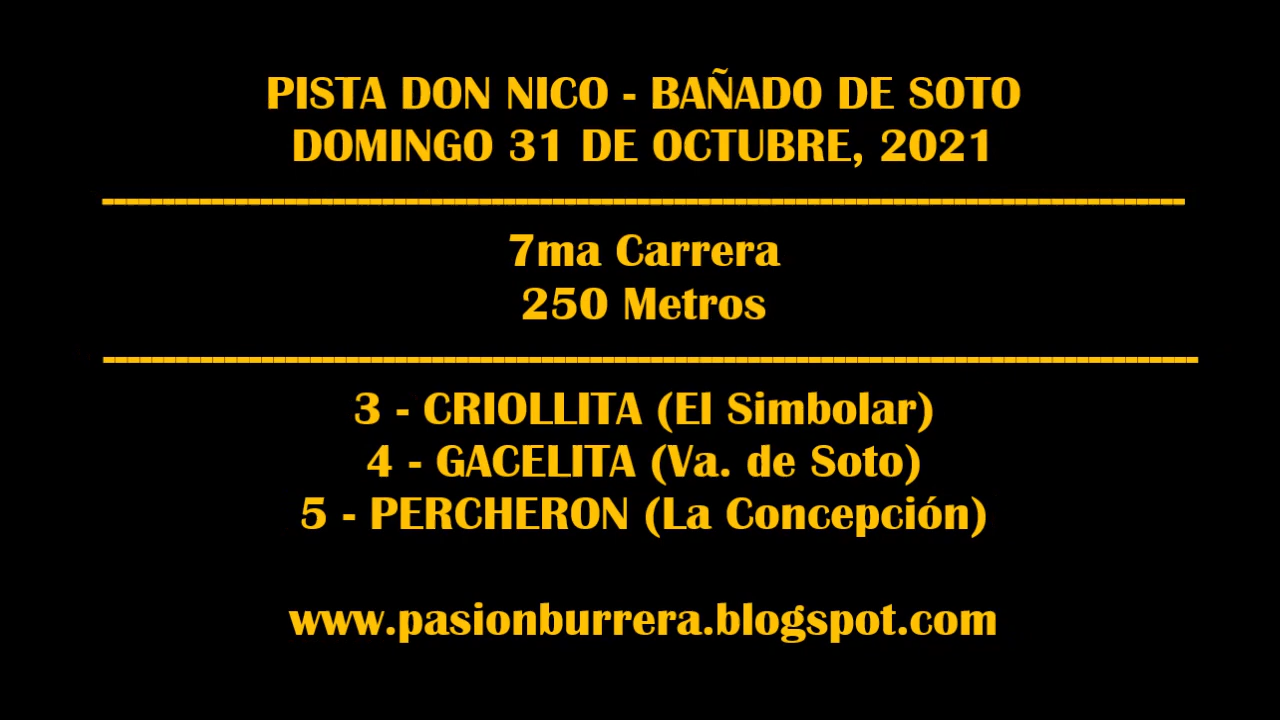 PISTA DON NICO - BAÑADO DE SOTO
DOMINGO 31 DE OCTUBRE, 2021
------------------------------------------------------------------------------------------
7ma Carrera
250 Metros
-------------------------------------------------------------------------------------------
3 - CRIOLLITA (El Simbolar)
4 - GACELITA (Va. de Soto)
5 - PERCHERON (La Concepción)
www.pasionburrera.blogspot.com